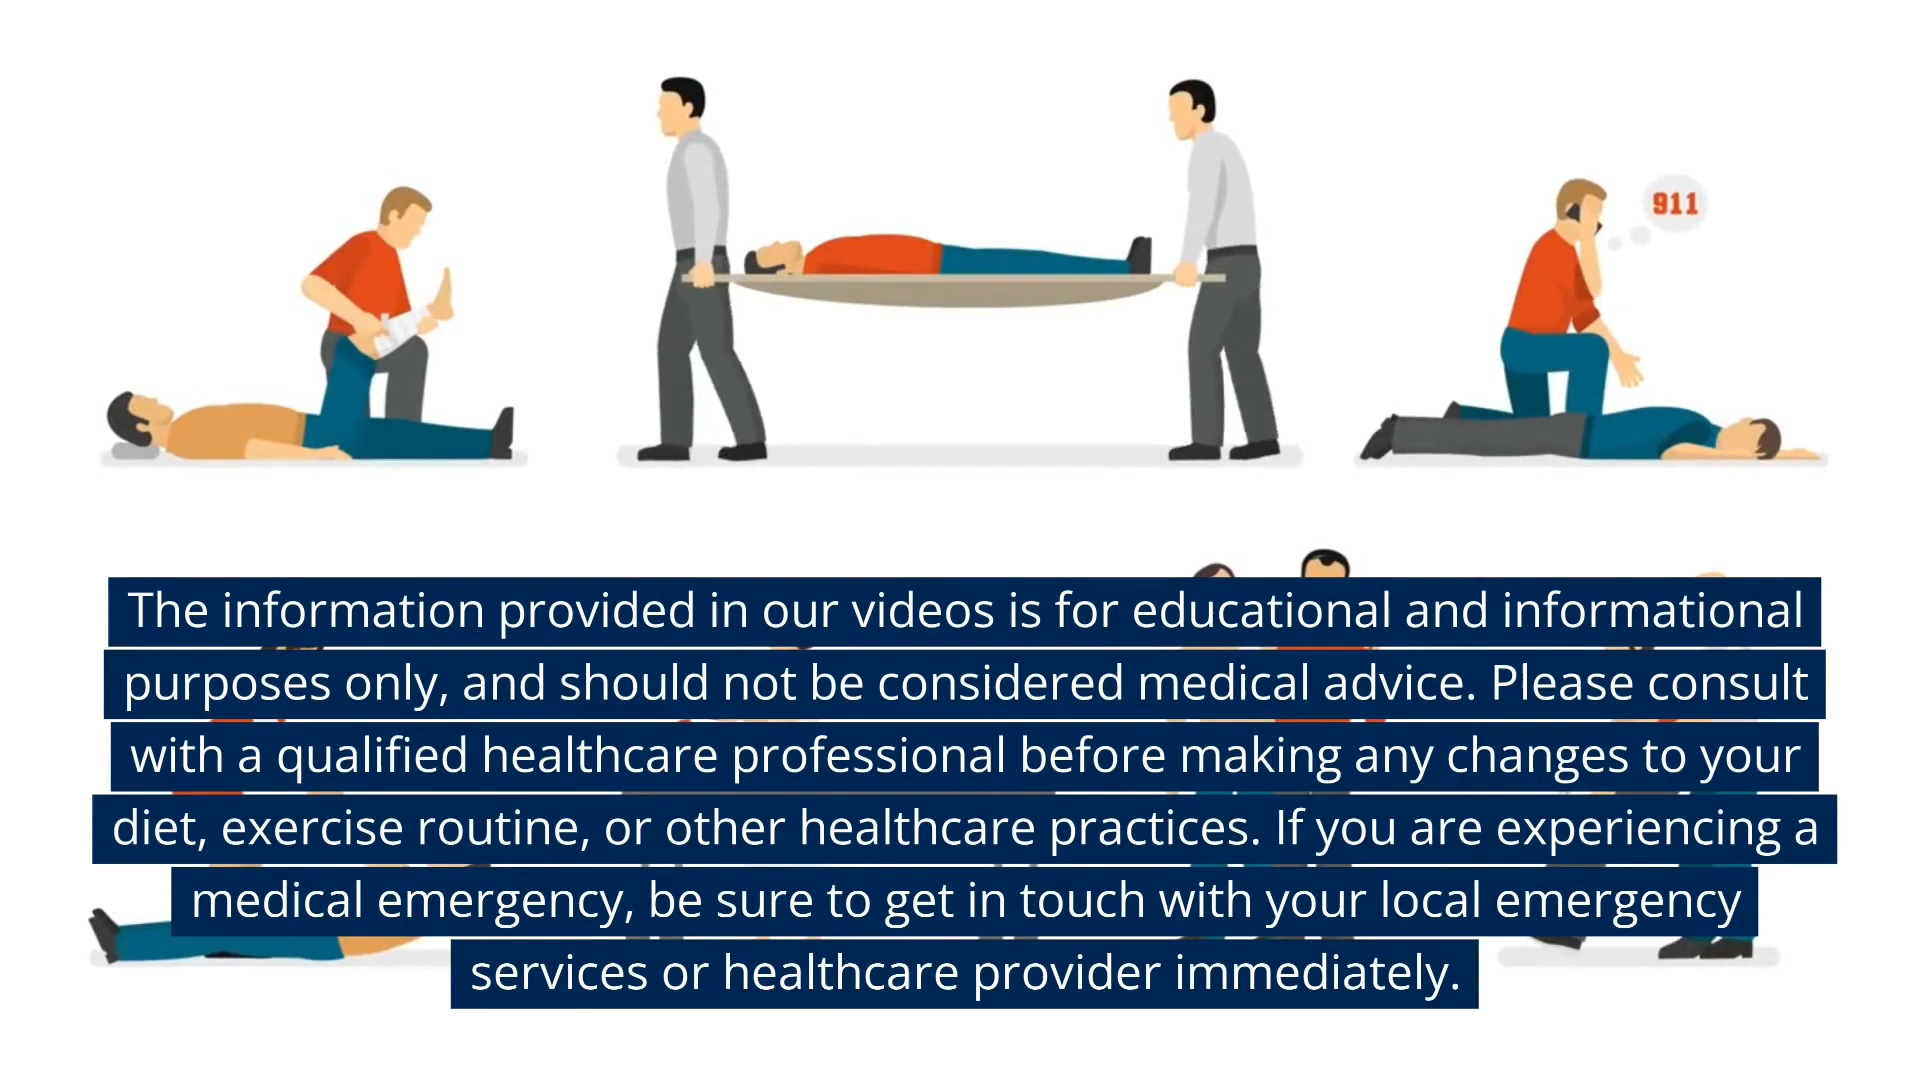 911
The information provided in our videos is for educational and informational
purposes only, and should not be considered medical advice. Please consult
with a qualified healthcare professional before making any changes to your
diet, exercise routine, or other healthcare practices. If you are experiencing a
medical emergency, be sure to get in touch with your local emergency
services or healthcare provider immediately.